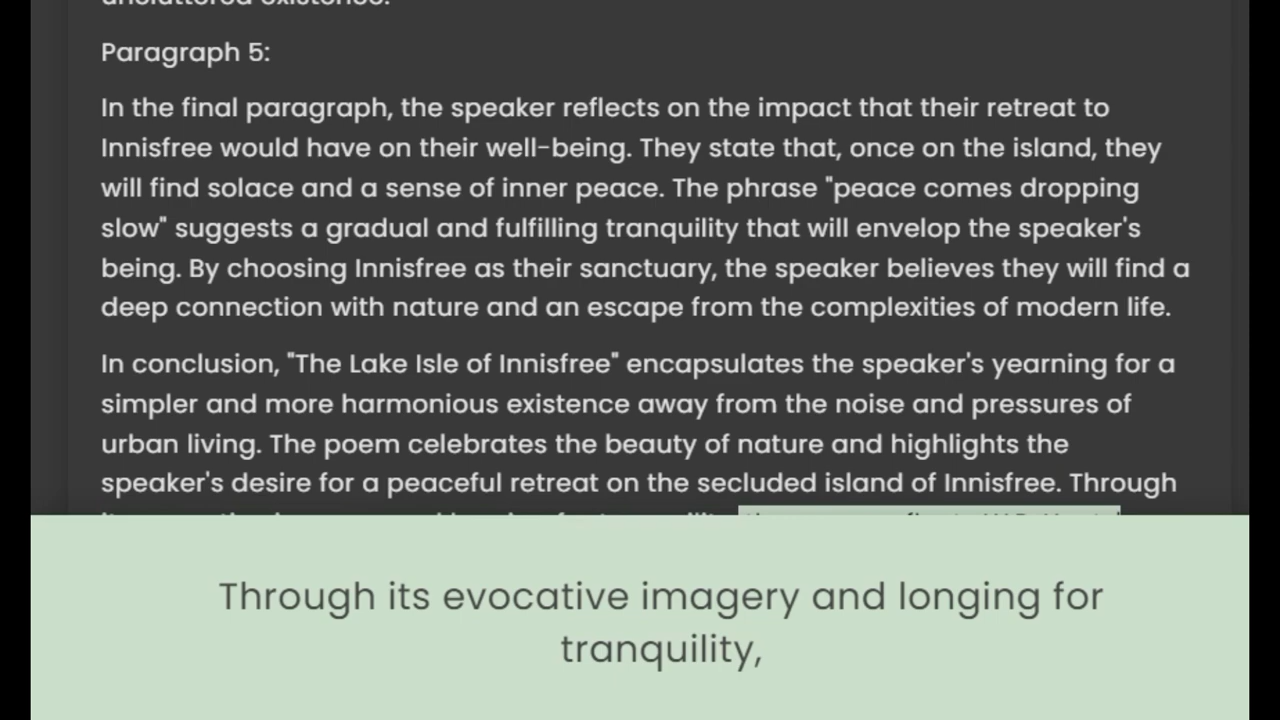 uncluttered existence.
Paragraph 5:
In the final paragraph, the speaker reflects on the impact that their retreat to
Innisfree would have on their well-being. They state that, once on the island, they
will find solace and a sense of inner peace. The phrase "peace comes dropping
slow" suggests a gradual and fulfilling tranquility that will envelop the speaker's
being. By choosing Innisfree as their sanctuary, the speaker believes they will find a
deep connection with nature and an escape from the complexities of modern life.
In conclusion, "The Lake Isle of Innisfree" encapsulates the speaker's yearning for a
simpler and more harmonious existence away from the noise and pressures of
urban living. The poem celebrates the beauty of nature and highlights the
speaker's desire for a peaceful retreat on the secluded island of Innisfree. Through
Through its evocative imagery and longing for
tranquility,